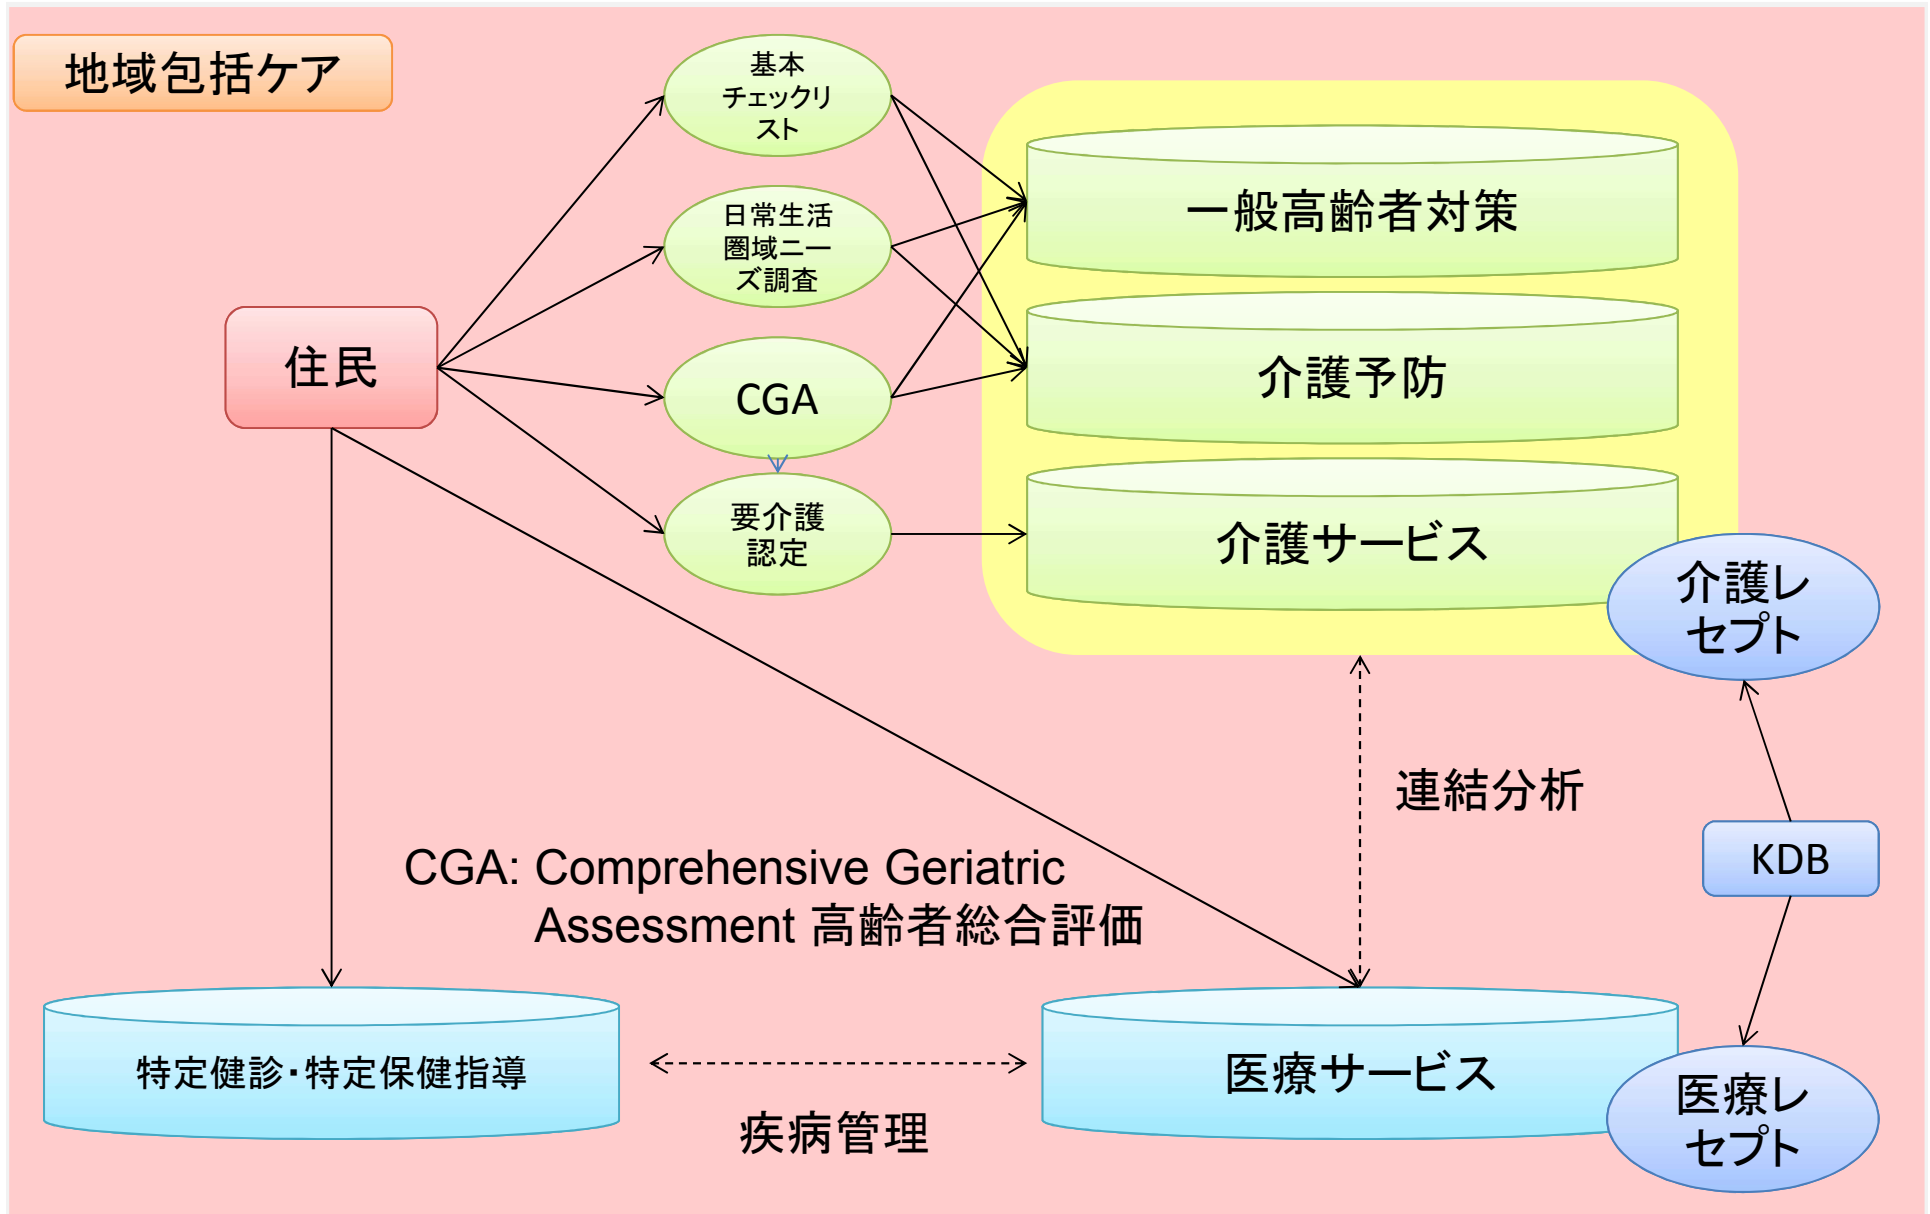 地域包括ケア
基本
チェックリ
スト
日常生活
圏域ニー
ズ調査
CGA
要介護
認定
住民
一般高齢者対策
介護予防
介護サービス
介護レ
セプト
連結分析
KDB
CGA: Comprehensive Geriatric
Assessment 高齢者総合評価
特定健診・特定保健指導
疾病管理
医療サービス
医療レ
セプト